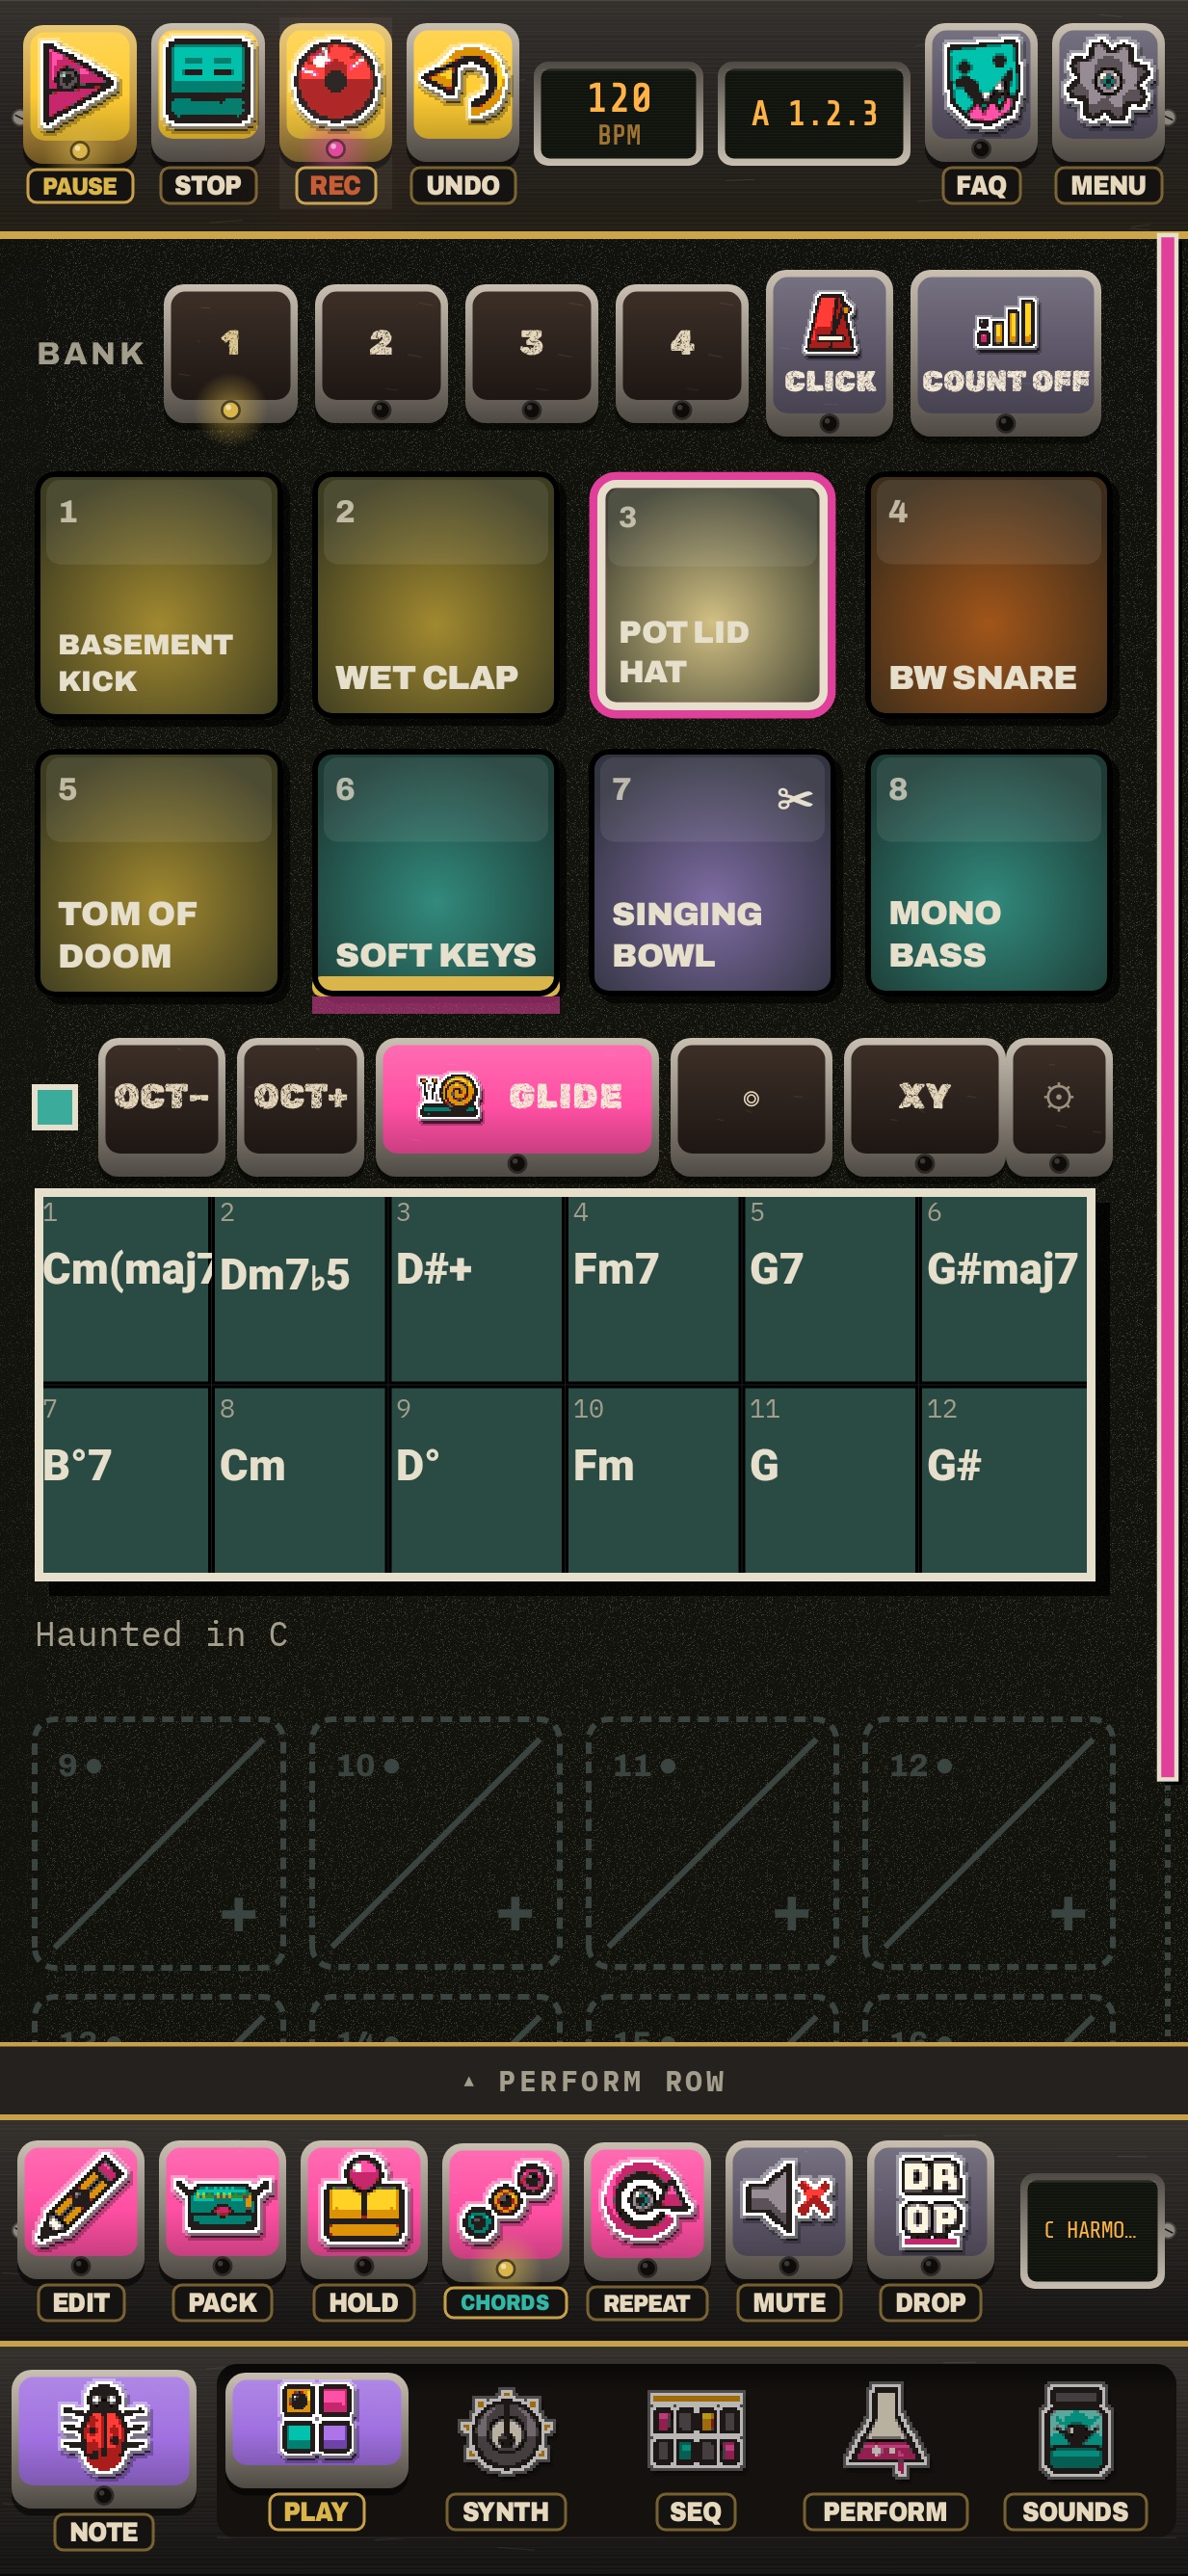 120
BPM
A 1.2.3
PAUSE
STOP
REC
UNDO
FAQ
MENU
BANK
1
2
3
4
CLICK
COUNT OFF
1
BASEMENT
KICK
2
WET CLAP
3
POT LID
HAT
4
BW SNARE
5
TOM OF
DOOM
6
SOFT KEYS
7
SINGING
BOWL
8
MONO
BASS
OCT-
OCT+
GLIDE
XY
1
Cm(maj7
2
Dm7♭5
3
D#+
4
Fm7
5
G7
6
G#maj7
7
B°7
8
Cm
9
D°
10
Fm
11
G
12
G#
Haunted in C
9
10
11
12
13
14
15
16
▲ PERFORM ROW
DR
OP
C HARMO…
EDIT
PACK
HOLD
CHORDS
REPEAT
MUTE
DROP
NOTE
PLAY
SYNTH
SEQ
PERFORM
SOUNDS